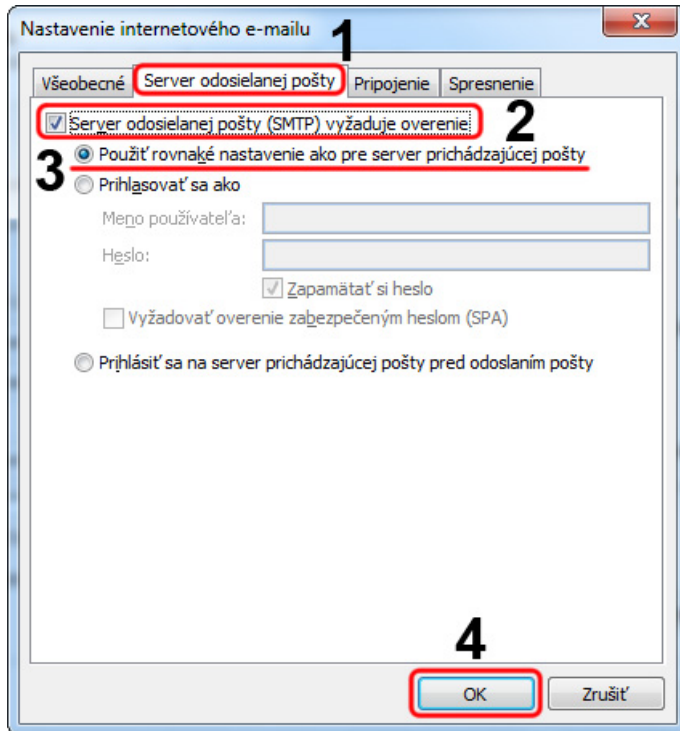 Nastavenie internetového e-mailu
1
Všeobecné Server odosielanej pošty Pripojenie Spresnenie
Server odosielanej pošty (SMTP) vyžaduje overenie
2
3
Použiť rovnaké nastavenie ako pre server prichádzajúcej pošty
Prihlasovať sa ako
Meno používateľa:
Heslo:
Zapamätať si heslo
Vyžadovať overenie zabezpečeným heslom (SPA)
Prihlásiť sa na server prichádzajúcej pošty pred odoslaním pošty
4
OK Zrušiť